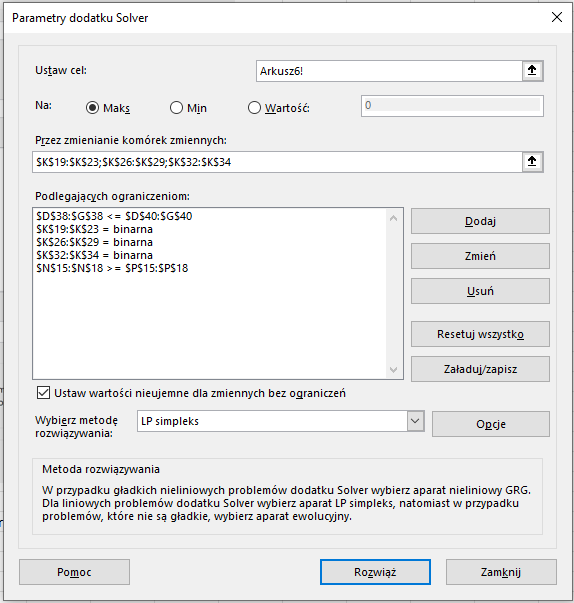 Parametry dodatku Solver
Ustaw cel:
Arkusz6!
Na:
Maks
Min
Wartość:
0
Przez zmienianie komórek zmiennych:
$K$19:$K$23;$K$26:$K$29;$K$32:$K$34
Podlegających ograniczeniom:
$D$38:$G$38 <= $D$40:$G$40
$K$19:$K$23 = binarna
$K$26:$K$29 = binarna
$K$32:$K$34 = binarna
$N$15:$N$18 >= $P$15:$P$18
Dodaj
Zmień
Usuń
Resetuj wszystko
Załaduj/zapisz
Ustaw wartości nieujemne dla zmiennych bez ograniczeń
Wybierz metodę
rozwiązywania:
LP simpleks
Opcje
Metoda rozwiązywania
W przypadku gładkich nieliniowych problemów dodatku Solver wybierz aparat nieliniowy GRG.
Dla liniowych problemów dodatku Solver wybierz aparat LP simpleks, natomiast w przypadku
problemów, które nie są gładkie, wybierz aparat ewolucyjny.
Pomoc
Rozwiąż
Zamknij